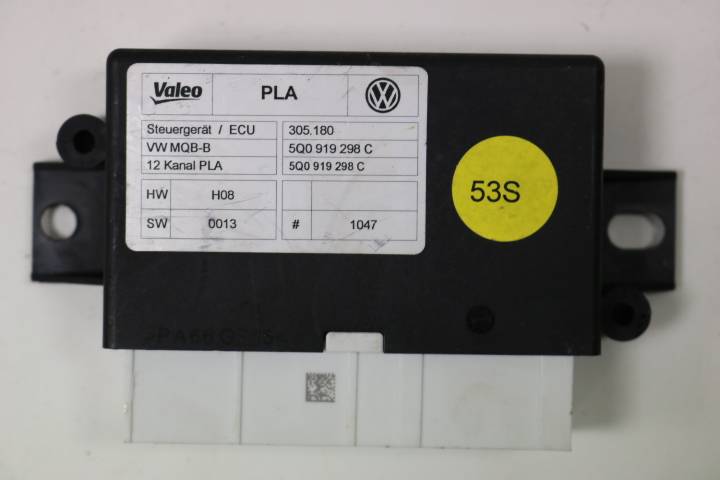 Valeo PLA
Steuergerät / ECU 305.180
VW MQB-B 5Q0 919 298 C
12 Kanal PLA 5Q0 919 298 C
HW H08
SW 0013 # 1047
53S